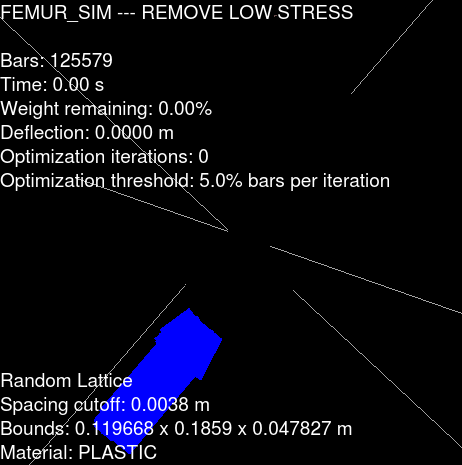 FEMUR_SIM --- REMOVE LOW STRESS
Bars: 125579
Time: 0.00 s
Weight remaining: 0.00%
Deflection: 0.0000 m
Optimization iterations: 0
Optimization threshold: 5.0% bars per iteration
Random Lattice
Spacing cutoff: 0.0038 m
Bounds: 0.119668 x 0.1859 x 0.047827 m
Material: PLASTIC